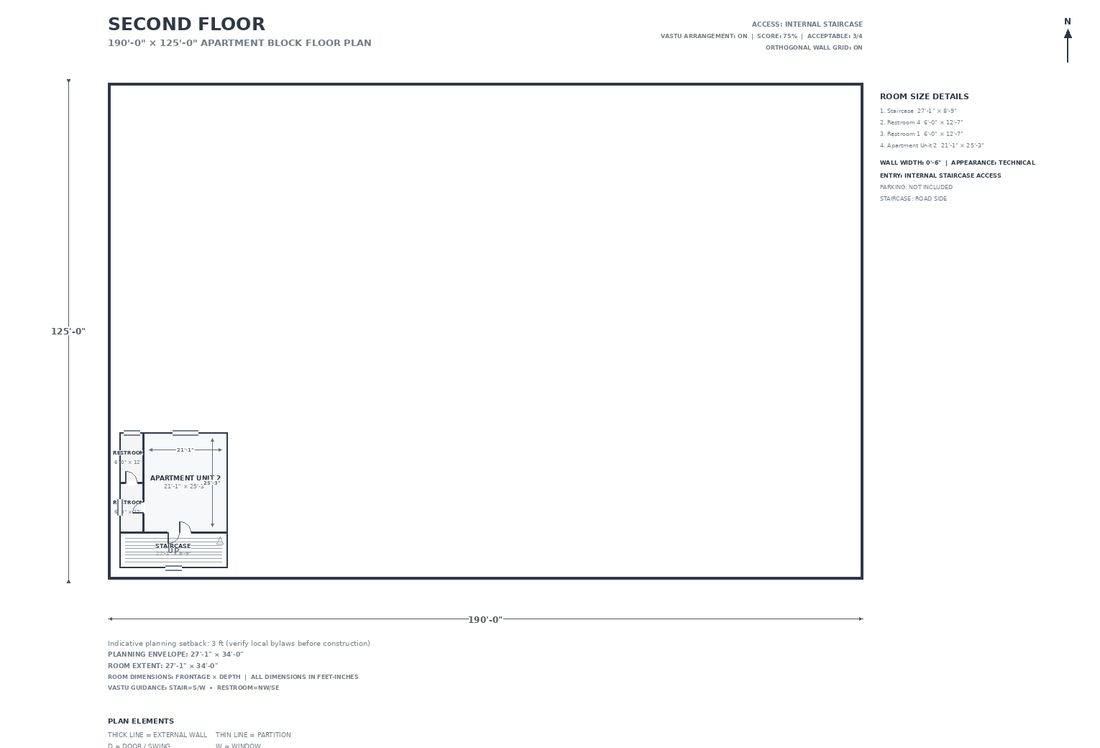 SECOND FLOOR
190'-0" × 125'-0" APARTMENT BLOCK FLOOR PLAN
ACCESS: INTERNAL STAIRCASE
VASTU ARRANGEMENT: ON | SCORE: 75% | ACCEPTABLE: 3/4
ORTHOGONAL WALL GRID: ON
N
ROOM SIZE DETAILS
1. Staircase 27'-1" × 8'-9"
2. Restroom 4 6'-0" × 12'-7"
3. Restroom 1 6'-0" × 12'-7"
4. Apartment Unit 2 21'-1" × 25'-3"
WALL WIDTH: 0'-6" | APPEARANCE: TECHNICAL
ENTRY: INTERNAL STAIRCASE ACCESS
PARKING: NOT INCLUDED
STAIRCASE: ROAD SIDE
125'-0"
21'-1"
RESTROOM
APARTMENT UNIT 2
21'-1" × 25'-3"
25'-3"
STAIRCASE
UP
190'-0"
Indicative planning setback: 3 ft (verify local bylaws before construction)
PLANNING ENVELOPE: 27'-1" × 34'-0"
ROOM EXTENT: 27'-1" × 34'-0"
ROOM DIMENSIONS: FRONTAGE × DEPTH | ALL DIMENSIONS IN FEET-INCHES
VASTU GUIDANCE: STAIR=S/W • RESTROOM=NW/SE
PLAN ELEMENTS
THICK LINE = EXTERNAL WALL THIN LINE = PARTITION
D = DOOR / SWING W = WINDOW